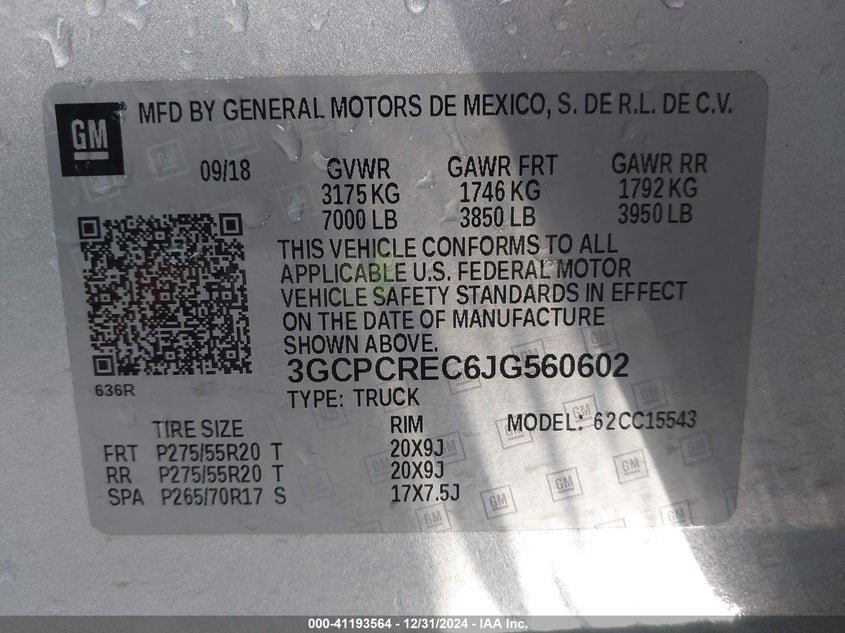 GM
MFD BY GENERAL MOTORS DE MEXICO, S. DE R.L. DE C.V.
09/18 GVWR GAWR FRT GAWR RR
3175 KG 1746 KG 1792 KG
7000 LB 3850 LB 3950 LB
THIS VEHICLE CONFORMS TO ALL
APPLICABLE U.S. FEDERAL MOTOR
VEHICLE SAFETY STANDARDS IN EFFECT
ON THE DATE OF MANUFACTURE
SHOWN ABOVE.
3GCPCREC6JG560602
636R
TYPE: TRUCK
TIRE SIZE RIM MODEL: 62CC15543
FRT P275/55R20 T 20X9J
RR P275/55R20 T 20X9J
SPA P265/70R17 S 17X7.5J
000-41193564 / 12/31/2024 - IAA Inc.